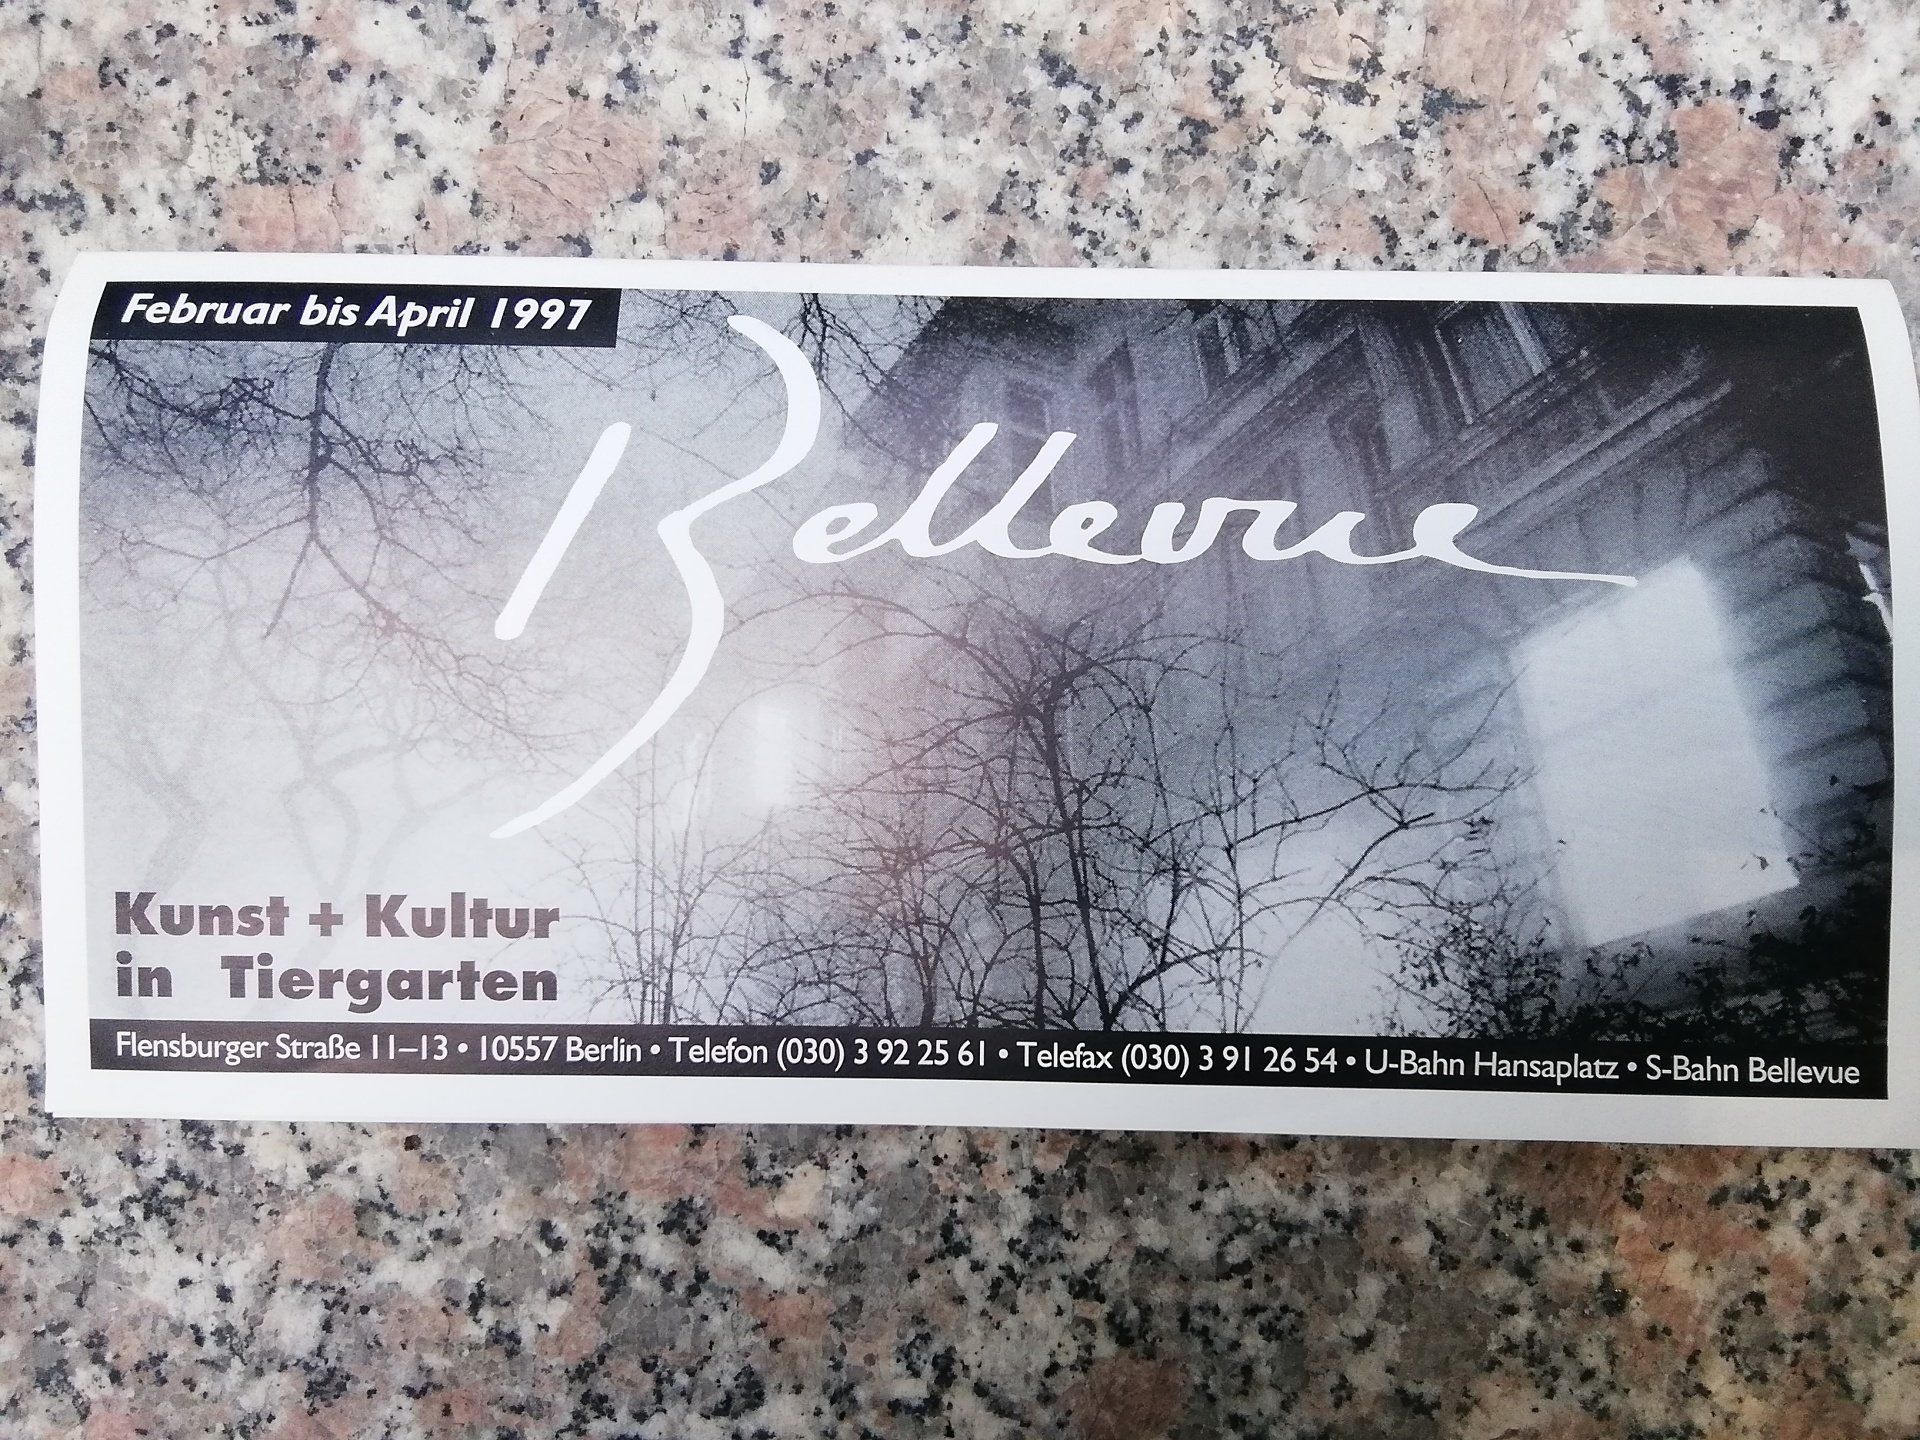 Februar bis April 1997
Bellevue
Kunst + Kultur
in Tiergarten
Flensburger Straße 11–13 • 10557 Berlin • Telefon (030) 3 92 25 61 • Telefax (030) 3 91 26 54 • U-Bahn Hansaplatz • S-Bahn Bellevue